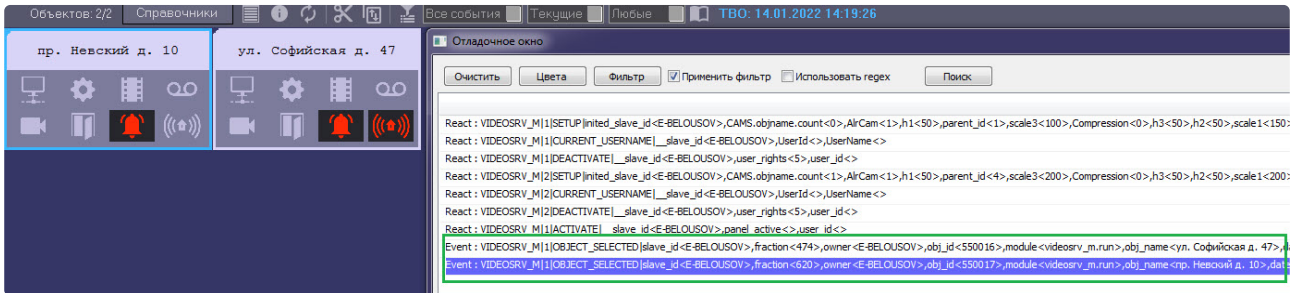 Объектов: 2/2 Справочники Все события Текущие Любые ТВО: 14.01.2022 14:19:26
пр. Невский д. 10
ул. Софийская д. 47
Отладочное окно
Очистить Цвета Фильтр Применить фильтр Использовать regex Поиск
React : VIDEOSRV_M|1|SETUP|inited_slave_id<E-BELOUSOV>,CAMS.objname.count<0>,AlrCam<1>,h1<50>,parent_id<1>,scale3<100>,Compression<0>,h3<50>,h2<50>,scale1<150>
React : VIDEOSRV_M|1|CURRENT_USERNAME|__slave_id<E-BELOUSOV>,UserId<>,UserName<>
React : VIDEOSRV_M|1|DEACTIVATE|__slave_id<E-BELOUSOV>,user_rights<5>,user_id<>
React : VIDEOSRV_M|2|SETUP|inited_slave_id<E-BELOUSOV>,CAMS.objname.count<1>,AlrCam<1>,h1<50>,parent_id<4>,scale3<200>,Compression<0>,h3<50>,h2<50>,scale1<200>
React : VIDEOSRV_M|2|CURRENT_USERNAME|__slave_id<E-BELOUSOV>,UserId<>,UserName<>
React : VIDEOSRV_M|2|DEACTIVATE|__slave_id<E-BELOUSOV>,user_rights<5>,user_id<>
React : VIDEOSRV_M|1|ACTIVATE|__slave_id<E-BELOUSOV>,panel_active<>,user_id<>
Event : VIDEOSRV_M|1|OBJECT_SELECTED|slave_id<E-BELOUSOV>,fraction<474>,owner<E-BELOUSOV>,obj_id<550016>,module<videosrv_m.run>,obj_name<ул. Софийская д. 47>,da
Event : VIDEOSRV_M|1|OBJECT_SELECTED|slave_id<E-BELOUSOV>,fraction<620>,owner<E-BELOUSOV>,obj_id<550017>,module<videosrv_m.run>,obj_name<пр. Невский д. 10>,date